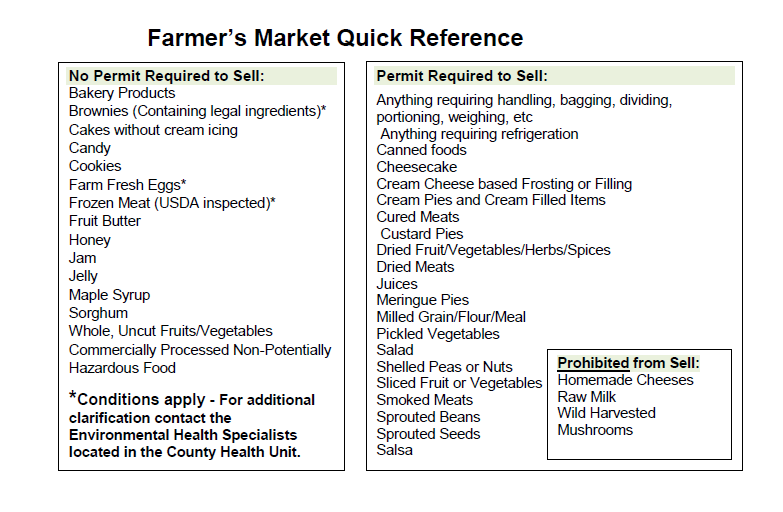 Farmer's Market Quick Reference
No Permit Required to Sell:
Bakery Products
Brownies (Containing legal ingredients)*
Cakes without cream icing
Candy
Cookies
Farm Fresh Eggs*
Frozen Meat (USDA inspected)*
Fruit Butter
Honey
Jam
Jelly
Maple Syrup
Sorghum
Whole, Uncut Fruits/Vegetables
Commercially Processed Non-Potentially
Hazardous Food
*Conditions apply - For additional
clarification contact the
Environmental Health Specialists
located in the County Health Unit.
Permit Required to Sell:
Anything requiring handling, bagging, dividing,
portioning, weighing, etc
Anything requiring refrigeration
Canned foods
Cheesecake
Cream Cheese based Frosting or Filling
Cream Pies and Cream Filled Items
Cured Meats
Custard Pies
Dried Fruit/Vegetables/Herbs/Spices
Dried Meats
Juices
Meringue Pies
Milled Grain/Flour/Meal
Pickled Vegetables
Salad
Shelled Peas or Nuts
Sliced Fruit or Vegetables
Smoked Meats
Sprouted Beans
Sprouted Seeds
Salsa
Prohibited from Sell:
Homemade Cheeses
Raw Milk
Wild Harvested
Mushrooms